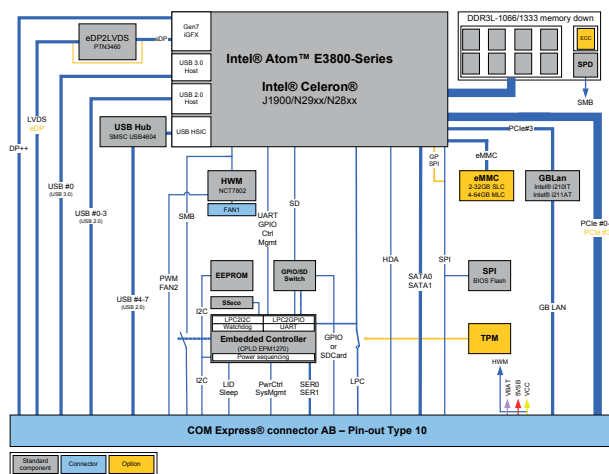 Gen7
iGFX
USB 3.0
Host
USB 2.0
Host
USB HSIC
Intel® Atom™ E3800-Series
Intel® Celeron®
J1900/N29xx/N28xx
DDR3L-1066/1333 memory down
ECC
SPD
SMB
eDP2LVDS
PTN3460
eDP
LVDS
eDP
DP++
USB Hub
SMSC USB4604
USB #0
(USB 3.0)
USB #0-3
(USB 2.0)
USB #4-7
(USB 2.0)
HWM
NCT7802
FAN1
SMB
PWM
FAN2
UART
GPIO
Ctrl
Mgmt
SD
GP
SPI
eMMC
PCIe#3
eMMC
2-32GB SLC
4-64GB MLC
GBLan
Intel® i210IT
Intel® i211AT
PCIe #0-
PCIe #3
EEPROM
GPIO/SD
Switch
S5eco
I2C
LPC2I2C
LPC2GPIO
Watchdog
UART
Embedded Controller
(CPLD EPM1270)
Power sequencing
HDA
SATA0
SATA1
SPI
SPI
BIOS Flash
GB LAN
TPM
GPIO
or
SDCard
LPC
I2C
LID
Sleep
PwrCtrl
SysMgmt
SER0
SER1
HWM
VBAT
5VSB
VCC
COM Express® connector AB – Pin-out Type 10
Standard
component
Connector
Option